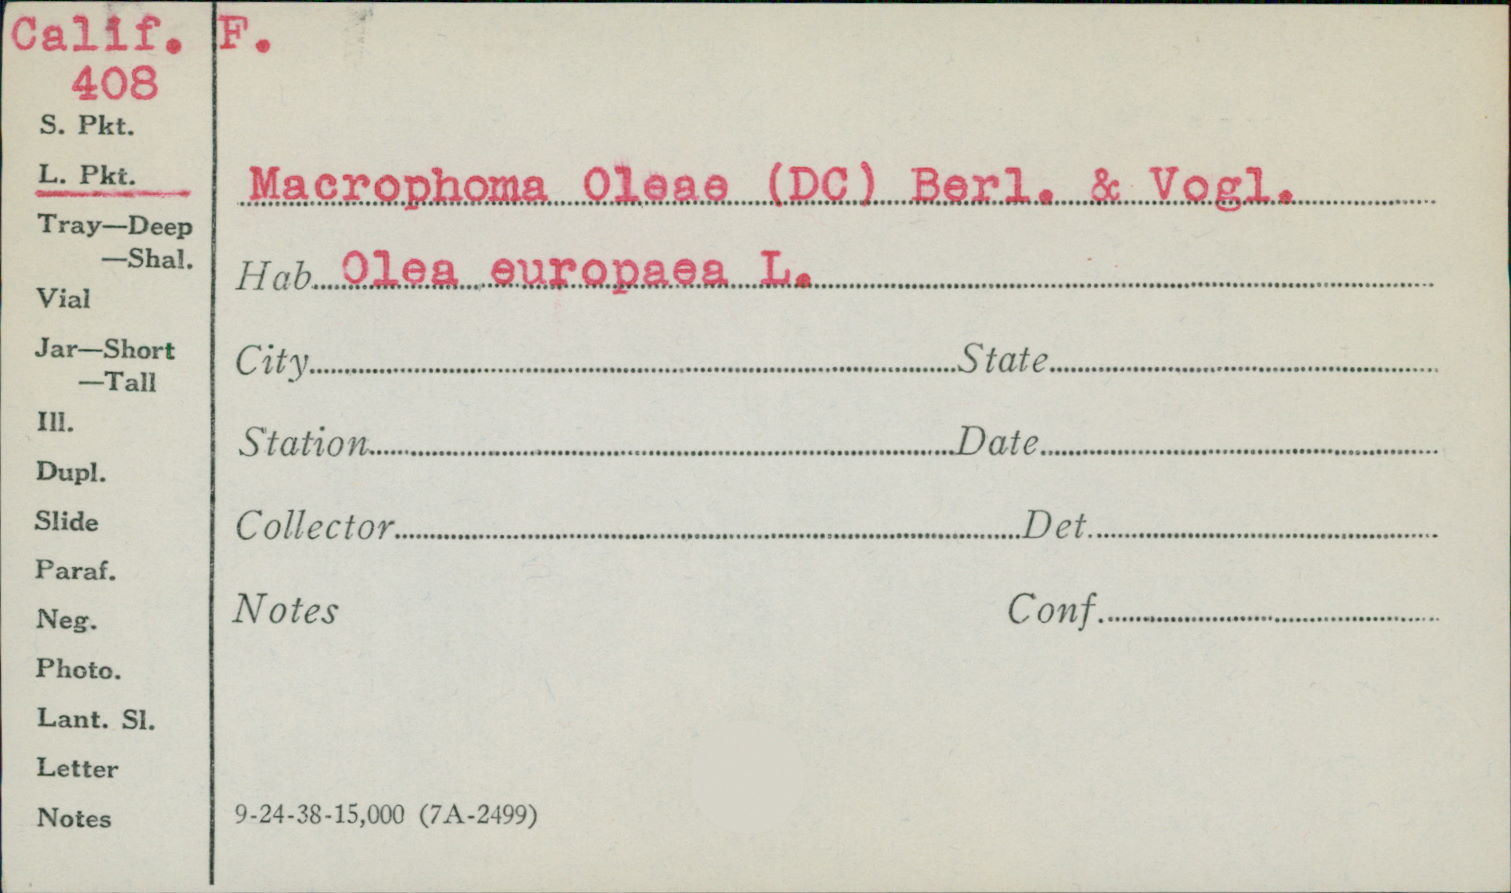 Calif. F.
408
S. Pkt.
L. Pkt.
Macrophoma Oleae (DC) Berl. & Vogl.
Tray—Deep
—Shal.
Hab. Olea europaea L.
Vial
Jar—Short
—Tall
City State
Ill.
Station Date
Dupl.
Slide
Collector Det.
Paraf.
Neg.
Notes Conf.
Photo.
Lant. Sl.
Letter
Notes
9-24-38-15,000 (7A-2499)